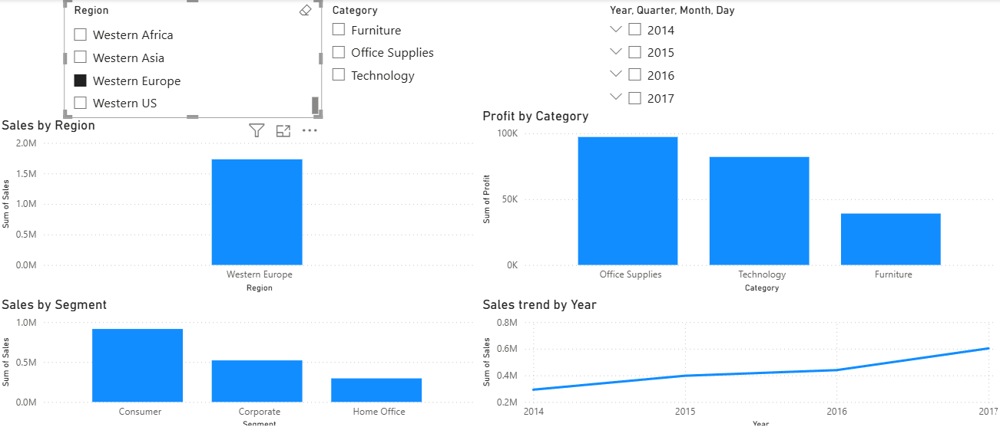 Region
Western Africa
Western Asia
Western Europe
Western US
Category
Furniture
Office Supplies
Technology
Year, Quarter, Month, Day
2014
2015
2016
2017
Sales by Region
Sum of Sales
2.0M
1.5M
1.0M
0.5M
0.0M
Western Europe
Region
Profit by Category
Sum of Profit
100K
50K
0K
Office Supplies Technology Furniture
Category
Sales by Segment
Sum of Sales
1.0M
0.5M
0.0M
Consumer Corporate Home Office
Segment
Sales trend by Year
Sum of Sales
0.8M
0.6M
0.4M
0.2M
2014 2015 2016 2017
Year